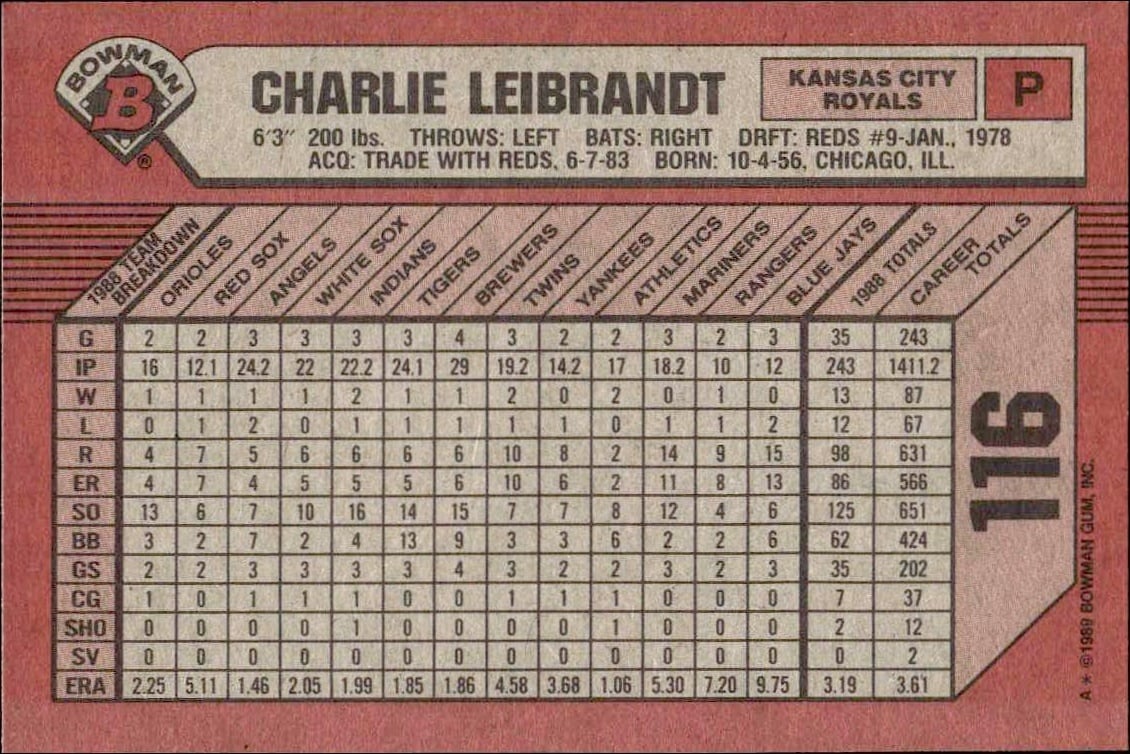 BOWMAN
B
®
CHARLIE LEIBRANDT
KANSAS CITY
ROYALS
P
6'3" 200 lbs. THROWS: LEFT BATS: RIGHT DRFT: REDS #9-JAN., 1978
ACQ: TRADE WITH REDS, 6-7-83 BORN: 10-4-56, CHICAGO, ILL.
1988 TEAM BREAKDOWN ORIOLES RED SOX ANGELS WHITE SOX INDIANS TIGERS BREWERS TWINS YANKEES ATHLETICS MARINERS RANGERS BLUE JAYS 1988 TOTALS CAREER TOTALS
G 2 2 3 3 3 3 4 3 2 2 3 2 3 35 243
IP 16 12.1 24.2 22 22.2 24.1 29 19.2 14.2 17 18.2 10 12 243 1411.2
W 1 1 1 1 2 1 1 2 0 2 0 1 0 13 87
L 0 1 2 0 1 1 1 1 1 0 1 1 2 12 67
R 4 7 5 6 6 6 6 10 8 2 14 9 15 98 631
ER 4 7 4 5 5 5 6 10 6 2 11 8 13 86 566
SO 13 6 7 10 16 14 15 7 7 8 12 4 6 125 651
BB 3 2 7 2 4 13 9 3 3 6 2 2 6 62 424
GS 2 2 3 3 3 3 4 3 2 2 3 2 3 35 202
CG 1 0 1 1 1 0 0 1 1 1 0 0 0 7 37
SHO 0 0 0 0 1 0 0 0 0 1 0 0 0 2 12
SV 0 0 0 0 0 0 0 0 0 0 0 0 0 0 2
ERA 2.25 5.11 1.46 2.05 1.99 1.85 1.86 4.58 3.68 1.06 5.30 7.20 9.75 3.19 3.61
116
A * ©1989 BOWMAN GUM, INC.